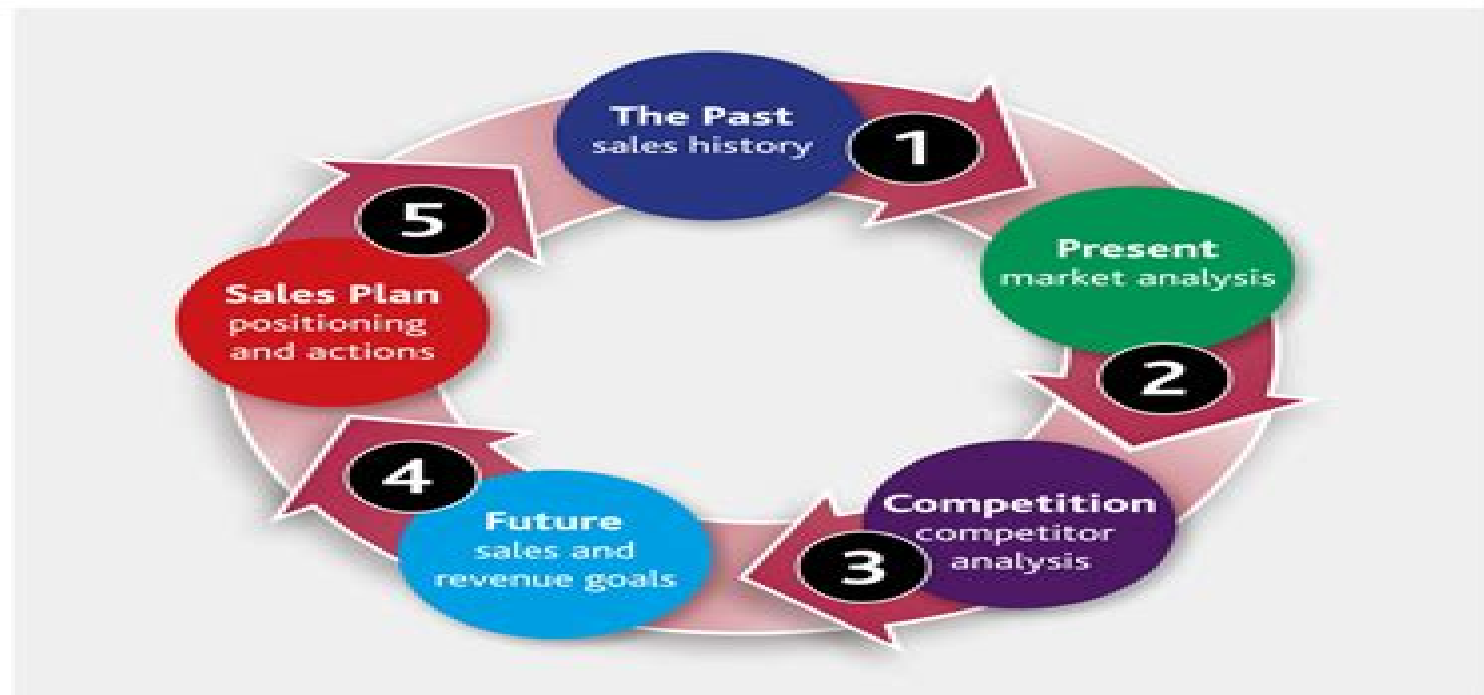 The Past
sales history
1
Present
market analysis
2
Competition
competitor
analysis
3
Future
sales and
revenue goals
4
Sales Plan
positioning
and actions
5